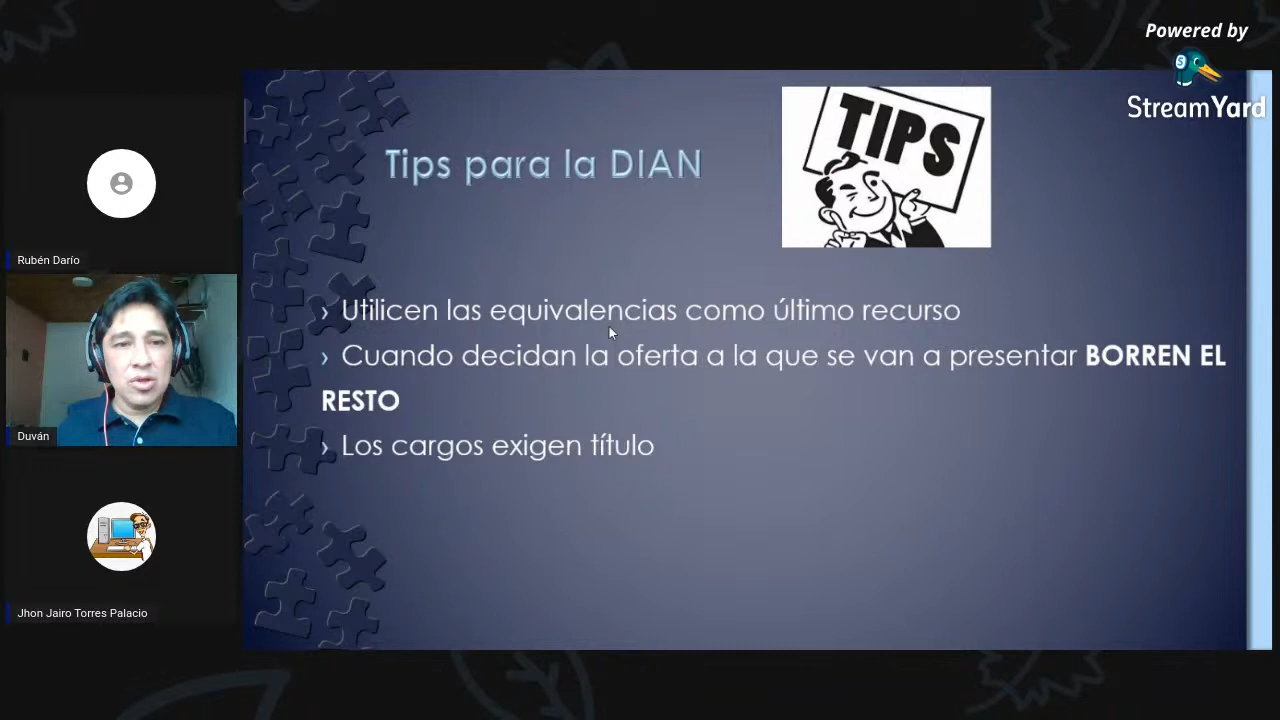 Powered by
StreamYard
TIPS
Tips para la DIAN
Rubén Darío
› Utilicen las equivalencias como último recurso
› Cuando decidan la oferta a la que se van a presentar BORREN EL
RESTO
Duván
› Los cargos exigen título
Jhon Jairo Torres Palacio